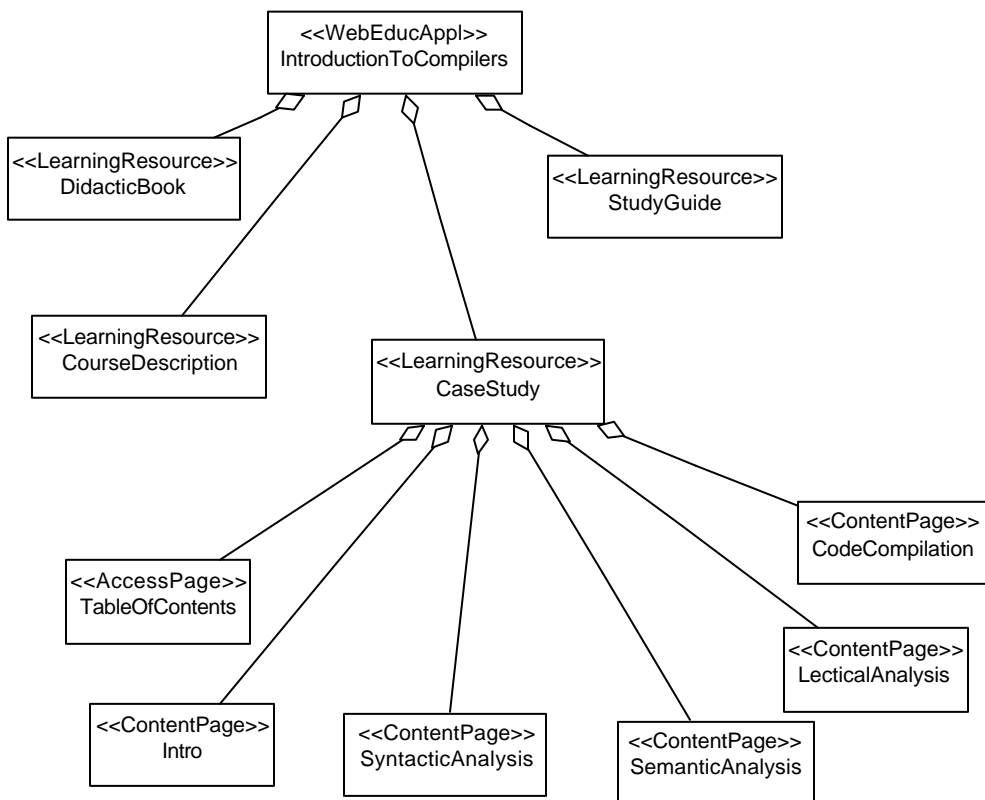 <<WebEducAppl>>
IntroductionToCompilers
<<LearningResource>>
DidacticBook
<<LearningResource>>
StudyGuide
<<LearningResource>>
CourseDescription
<<LearningResource>>
CaseStudy
<<ContentPage>>
CodeCompilation
<<AccessPage>>
TableOfContents
<<ContentPage>>
LecticalAnalysis
<<ContentPage>>
Intro
<<ContentPage>>
SyntacticAnalysis
<<ContentPage>>
SemanticAnalysis